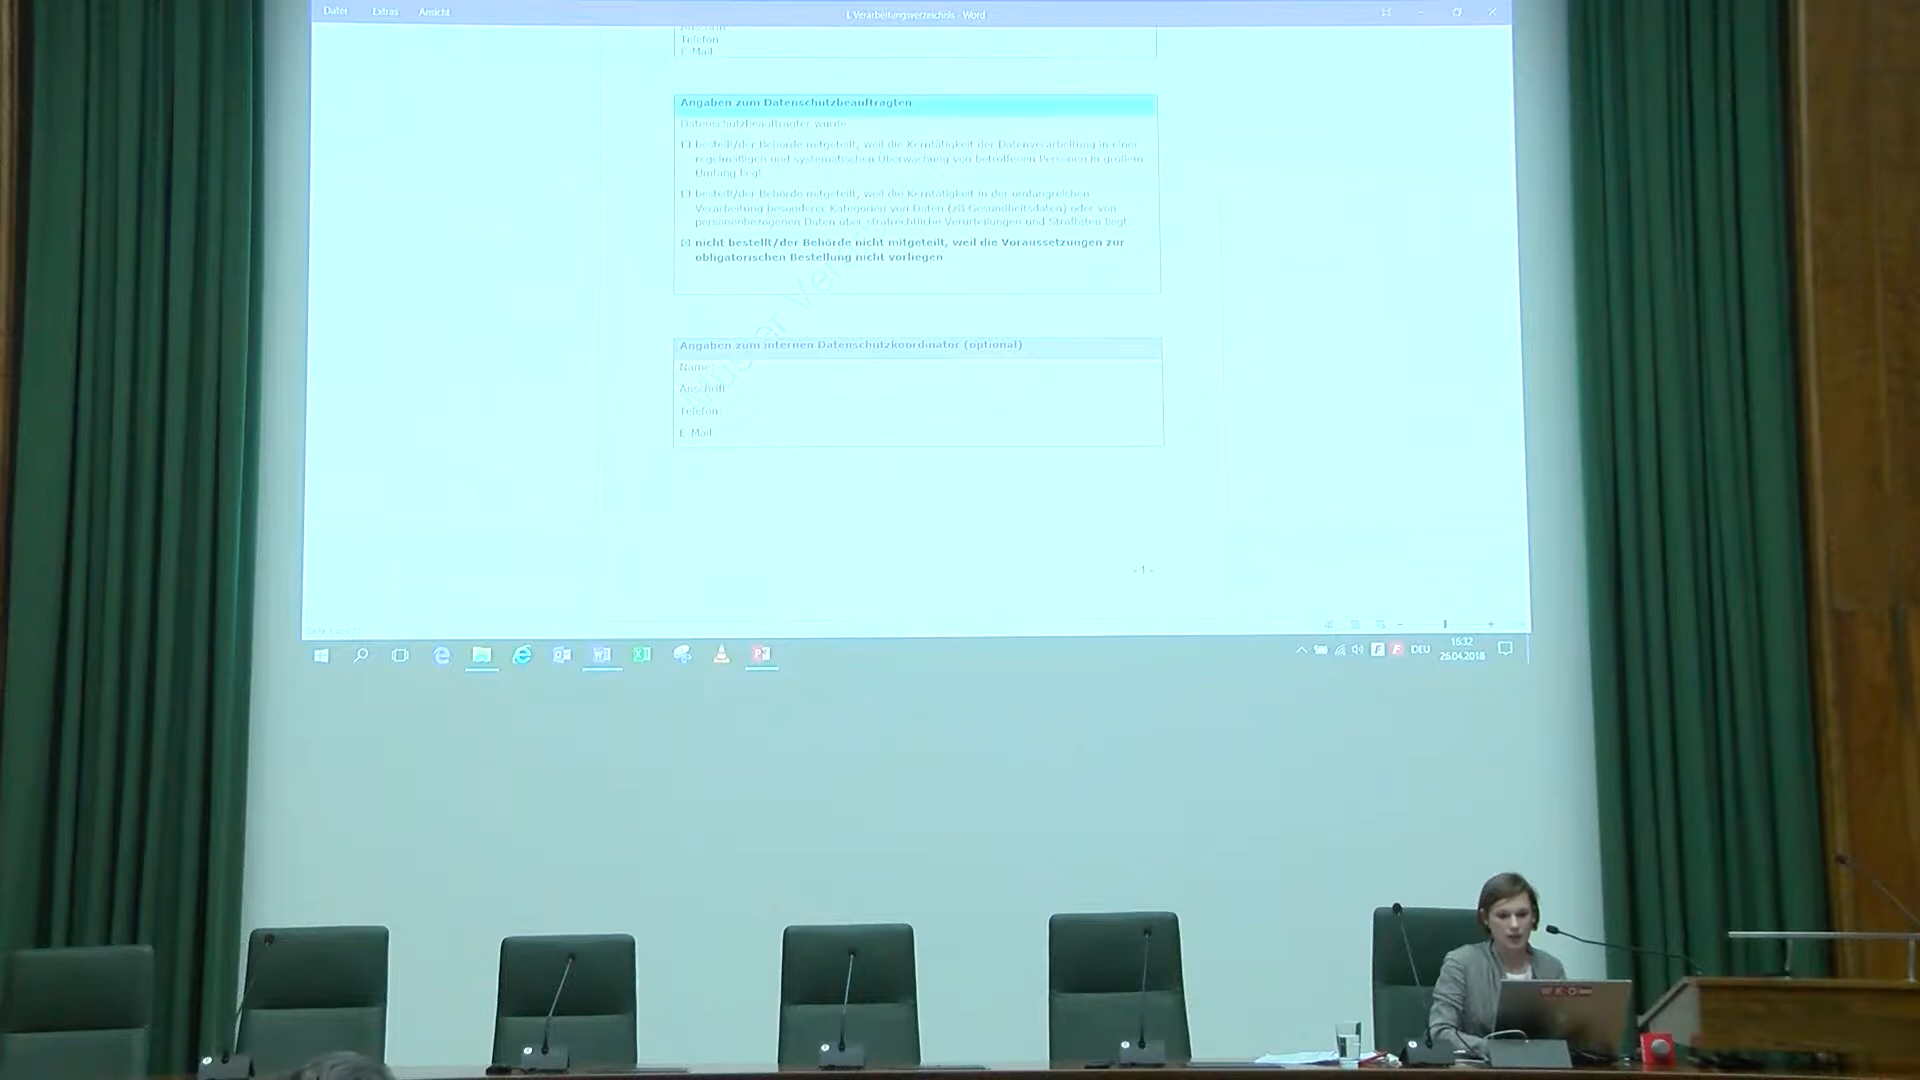 Datei Extras Ansicht
1. Verarbeitungsverzeichnis - Word
Anschrift
Telefon
E-Mail:
Angaben zum Datenschutzbeauftragten
Datenschutzbeauftragter wurde
bestellt/der Behörde mitgeteilt, weil die Kerntätigkeit der Datenverarbeitung in einer
regelmäßigen und systematischen Überwachung von betroffenen Personen in großem
Umfang liegt.
bestellt/der Behörde mitgeteilt, weil die Kerntätigkeit in der umfangreichen
Verarbeitung besonderer Kategorien von Daten (zB Gesundheitsdaten) oder von
personenbezogenen Daten über strafrechtliche Verurteilungen und Straftaten liegt.
nicht bestellt/der Behörde nicht mitgeteilt, weil die Voraussetzungen zur
obligatorischen Bestellung nicht vorliegen
Muster
Angaben zum internen Datenschutzkoordinator (optional)
Name:
Anschrift
Telefon:
E-Mail
- 1 -
DEU
16:32
26.04.2018
WKO